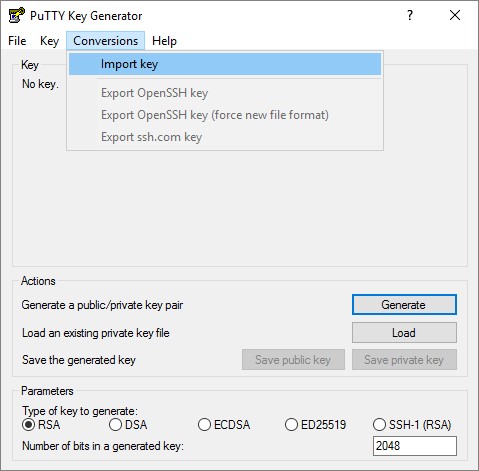 PuTTY Key Generator
File Key Conversions Help
Import key
Export OpenSSH key
Export OpenSSH key (force new file format)
Export ssh.com key
Key
No key.
Actions
Generate a public/private key pair Generate
Load an existing private key file Load
Save the generated key Save public key Save private key
Parameters
Type of key to generate:
RSA DSA ECDSA ED25519 SSH-1 (RSA)
Number of bits in a generated key: 2048